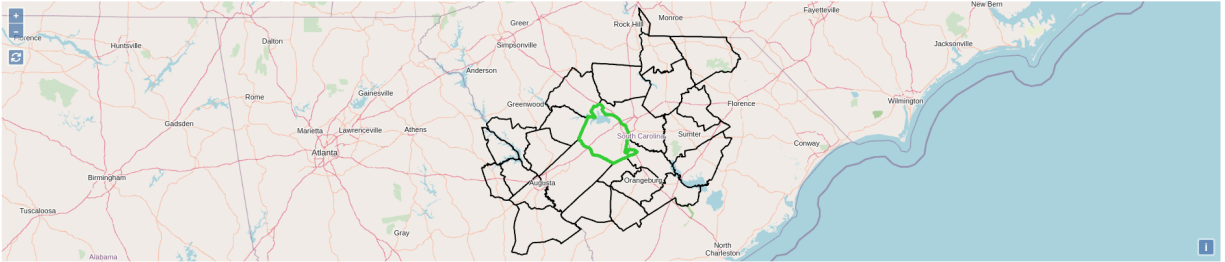 +
−
Florence
Huntsville
Dalton
Greer
Simpsonville
Rock Hill
Monroe
Fayetteville
New Bern
Jacksonville
Anderson
Rome
Gainesville
Greenwood
Florence
Wilmington
Gadsden
Marietta
Lawrenceville
Athens
South Carolina
Sumter
Conway
Atlanta
Birmingham
Augusta
Orangeburg
Tuscaloosa
Gray
North
Charleston
Alabama
i